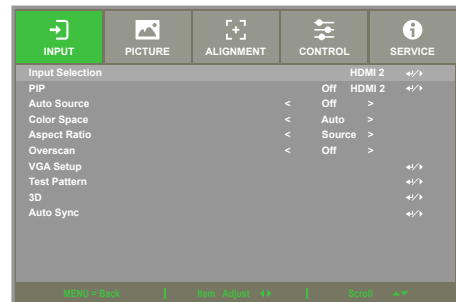 INPUT PICTURE ALIGNMENT CONTROL SERVICE
Input Selection HDMI 2
PIP Off HDMI 2
Auto Source < Off >
Color Space < Auto >
Aspect Ratio < Source >
Overscan < Off >
VGA Setup
Test Pattern
3D
Auto Sync
MENU = Back Item Adjust Scroll